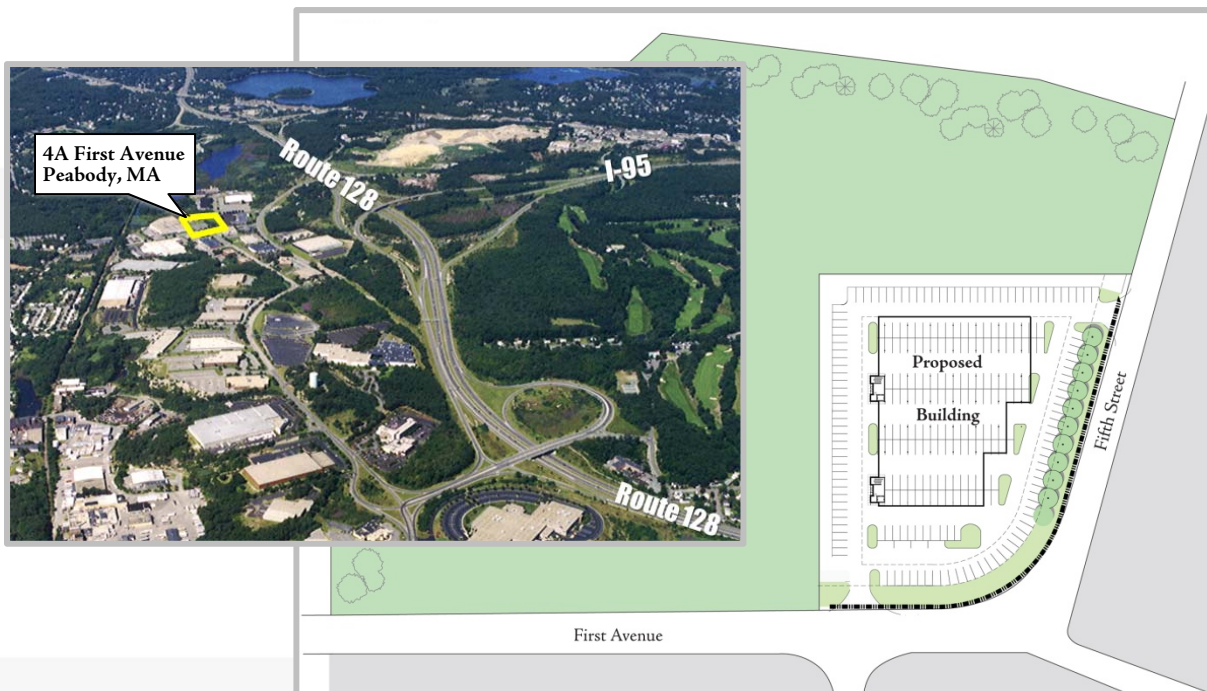 4A First Avenue
Peabody, MA
Route 128
I-95
Route 128
Proposed
Building
Fifth Street
First Avenue